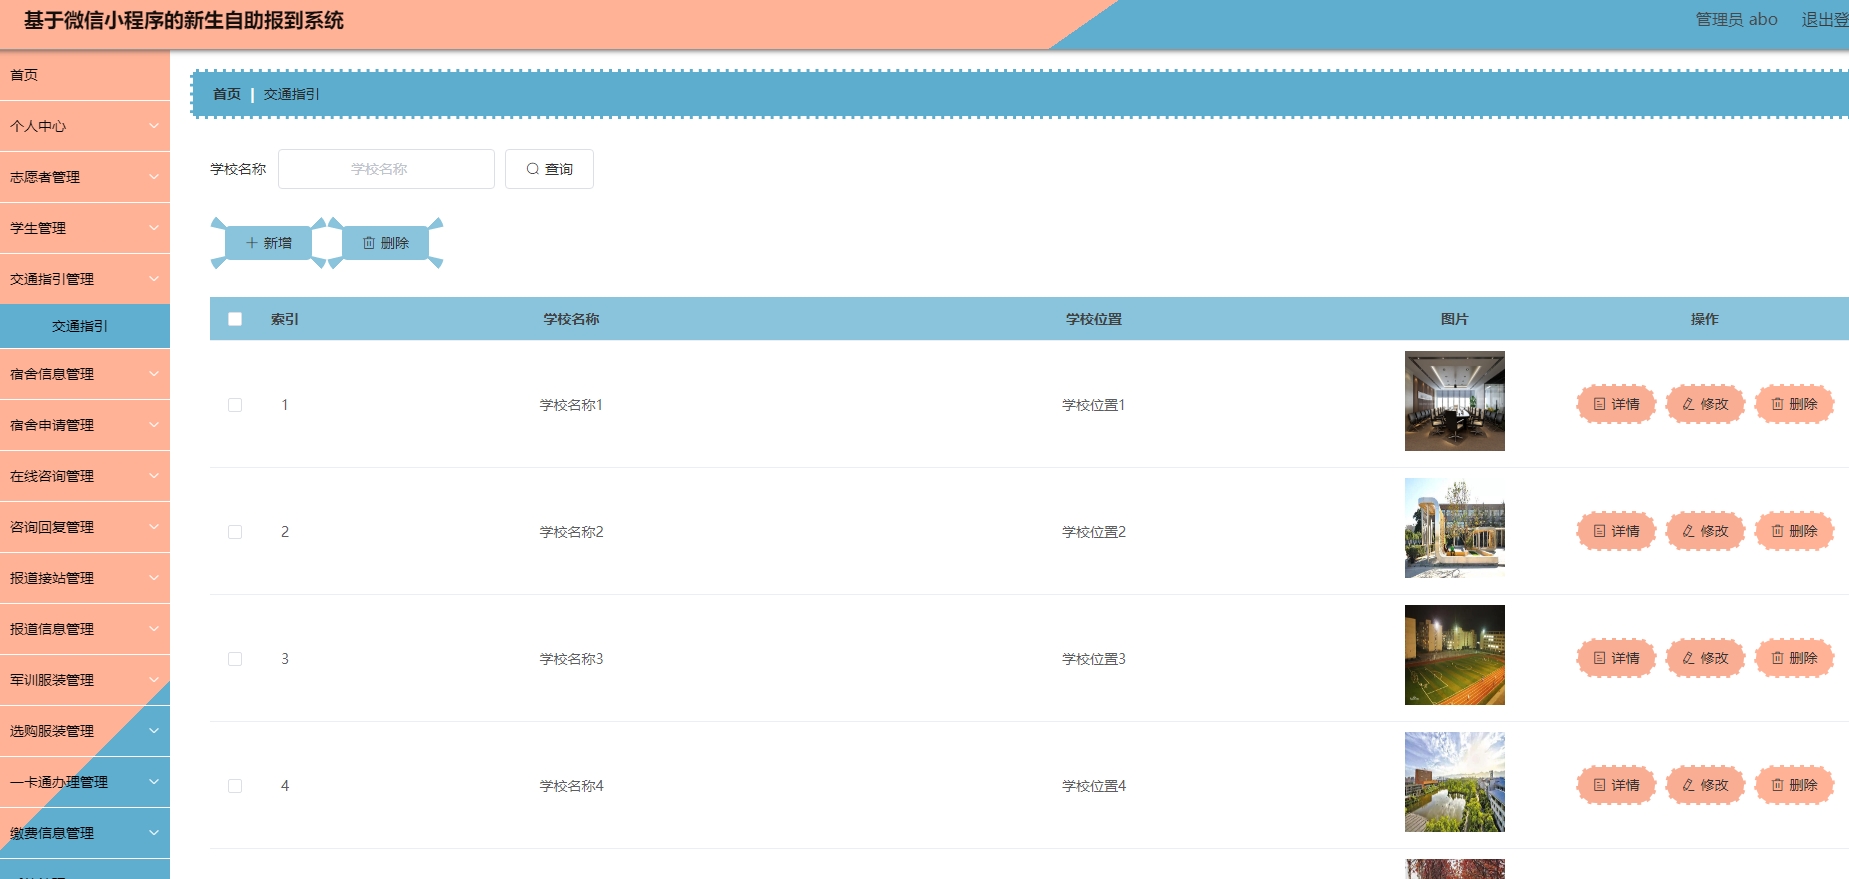 基于微信小程序的新生自助报到系统
管理员 abo 退出登
首页
个人中心
志愿者管理
学生管理
交通指引管理
交通指引
宿舍信息管理
宿舍申请管理
在线咨询管理
咨询回复管理
报道接站管理
报道信息管理
军训服装管理
选购服装管理
一卡通办理管理
缴费信息管理
首页 | 交通指引
学校名称 学校名称 查询
新增 删除
索引 学校名称 学校位置 图片 操作
1 学校名称1 学校位置1 详情 修改 删除
2 学校名称2 学校位置2 详情 修改 删除
3 学校名称3 学校位置3 详情 修改 删除
4 学校名称4 学校位置4 详情 修改 删除